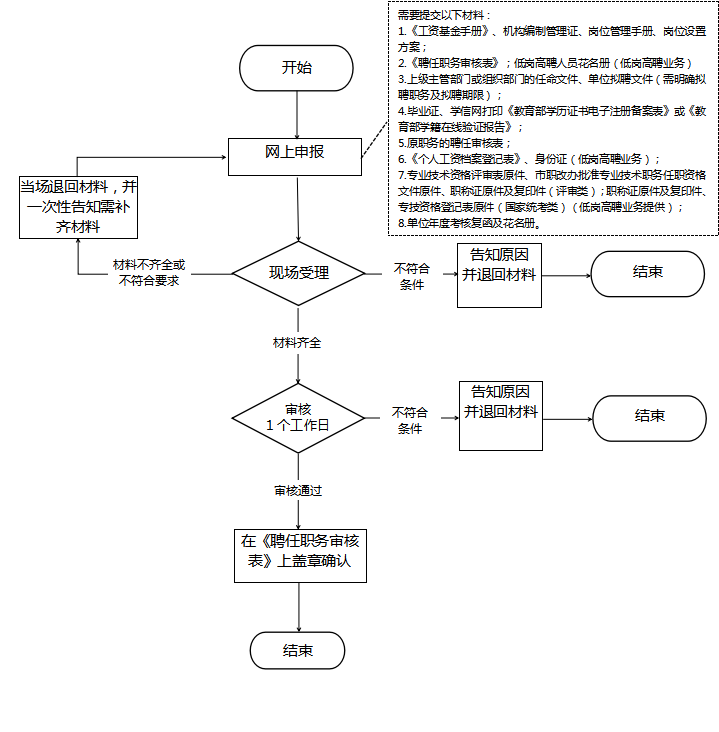 需要提交以下材料：
1.《工资基金手册》、机构编制管理证、岗位管理手册、岗位设置
方案；
2.《聘任职务审核表》；低岗高聘人员花名册（低岗高聘业务）
3.上级主管部门或组织部门的任命文件、单位拟聘文件（需明确拟
聘职务及拟聘期限）；
4.毕业证、学信网打印《教育部学历证书电子注册备案表》或《教
育部学籍在线验证报告》；
5.原职务的聘任审核表；
6.《个人工资档案登记表》、身份证（低岗高聘业务）；
7.专业技术资格评审表原件、市职改办批准专业技术职务任职资格
文件原件、职称证原件及复印件（评审类）；职称证原件及复印件、
专技资格登记表原件（国家统考类）（低岗高聘业务提供）；
8.单位年度考核复函及花名册。
开始
网上申报
当场退回材料，并
一次性告知需补
齐材料
材料不齐全或
不符合要求
现场受理
不符合
条件
告知原因
并退回材料
结束
材料齐全
审核
1个工作日
不符合
条件
告知原因
并退回材料
结束
审核通过
在《聘任职务审核
表》上盖章确认
结束